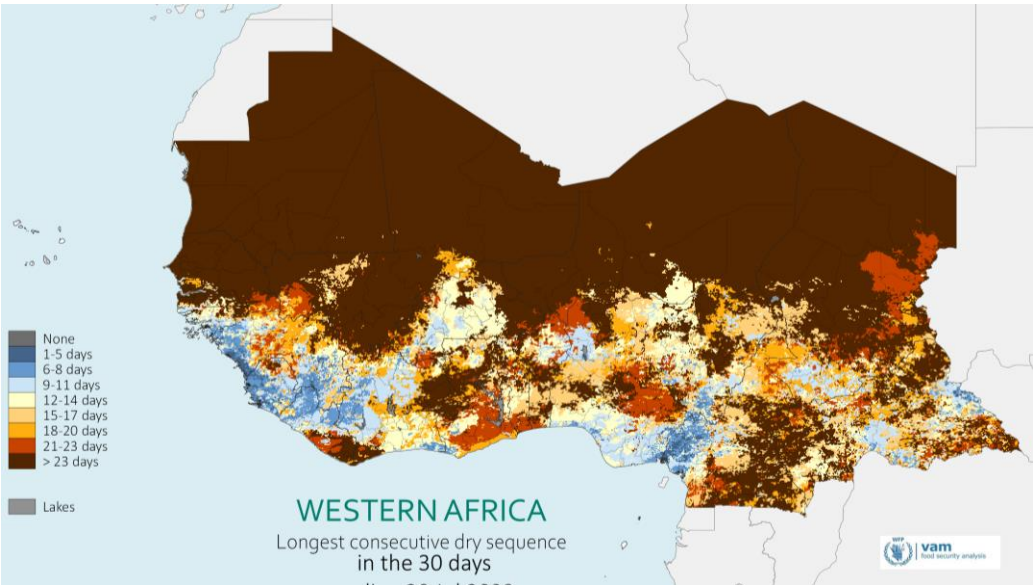 None
1-5 days
6-8 days
9-11 days
12-14 days
15-17 days
18-20 days
21-23 days
> 23 days
Lakes
WESTERN AFRICA
Longest consecutive dry sequence
in the 30 days
WFP
vam
food security analysis